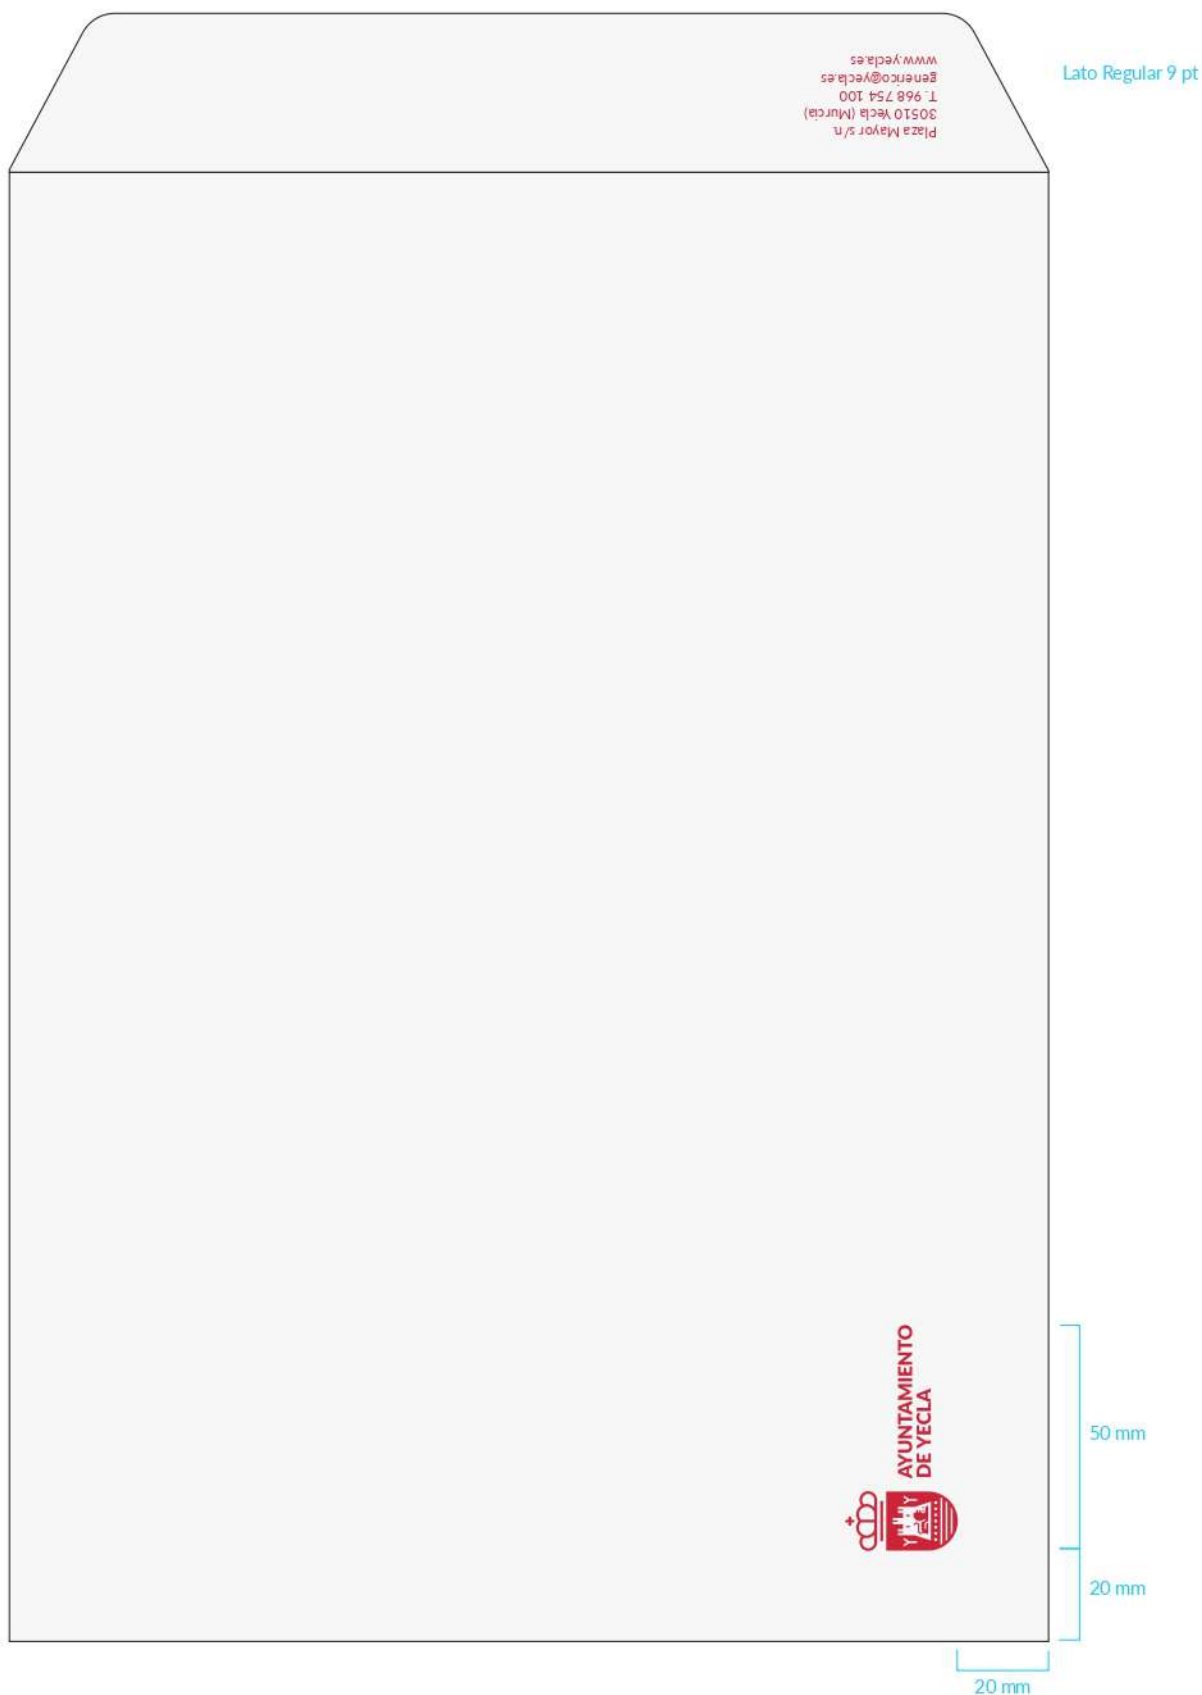 Plaza Mayor s/n.
30510 Yecla (Murcia)
T. 968 754 100
generico@yecla.es
www.yecla.es
Lato Regular 9 pt
AYUNTAMIENTO
DE YECLA
50 mm
20 mm
20 mm